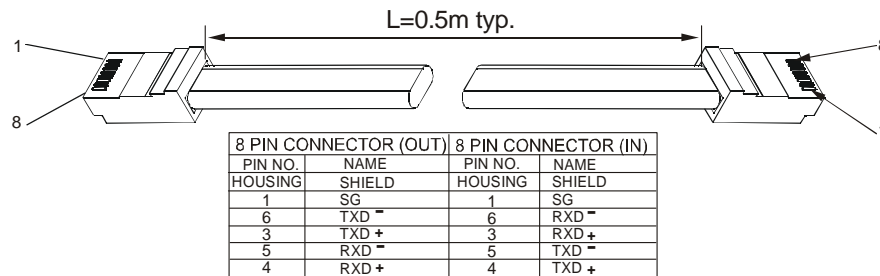 L=0.5m typ.
1
8
8
8 PIN CONNECTOR (OUT) 8 PIN CONNECTOR (IN)
PIN NO. NAME PIN NO. NAME
HOUSING SHIELD HOUSING SHIELD
1 SG 1 SG
6 TXD - 6 RXD -
3 TXD + 3 RXD +
5 RXD - 5 TXD -
4 RXD + 4 TXD +